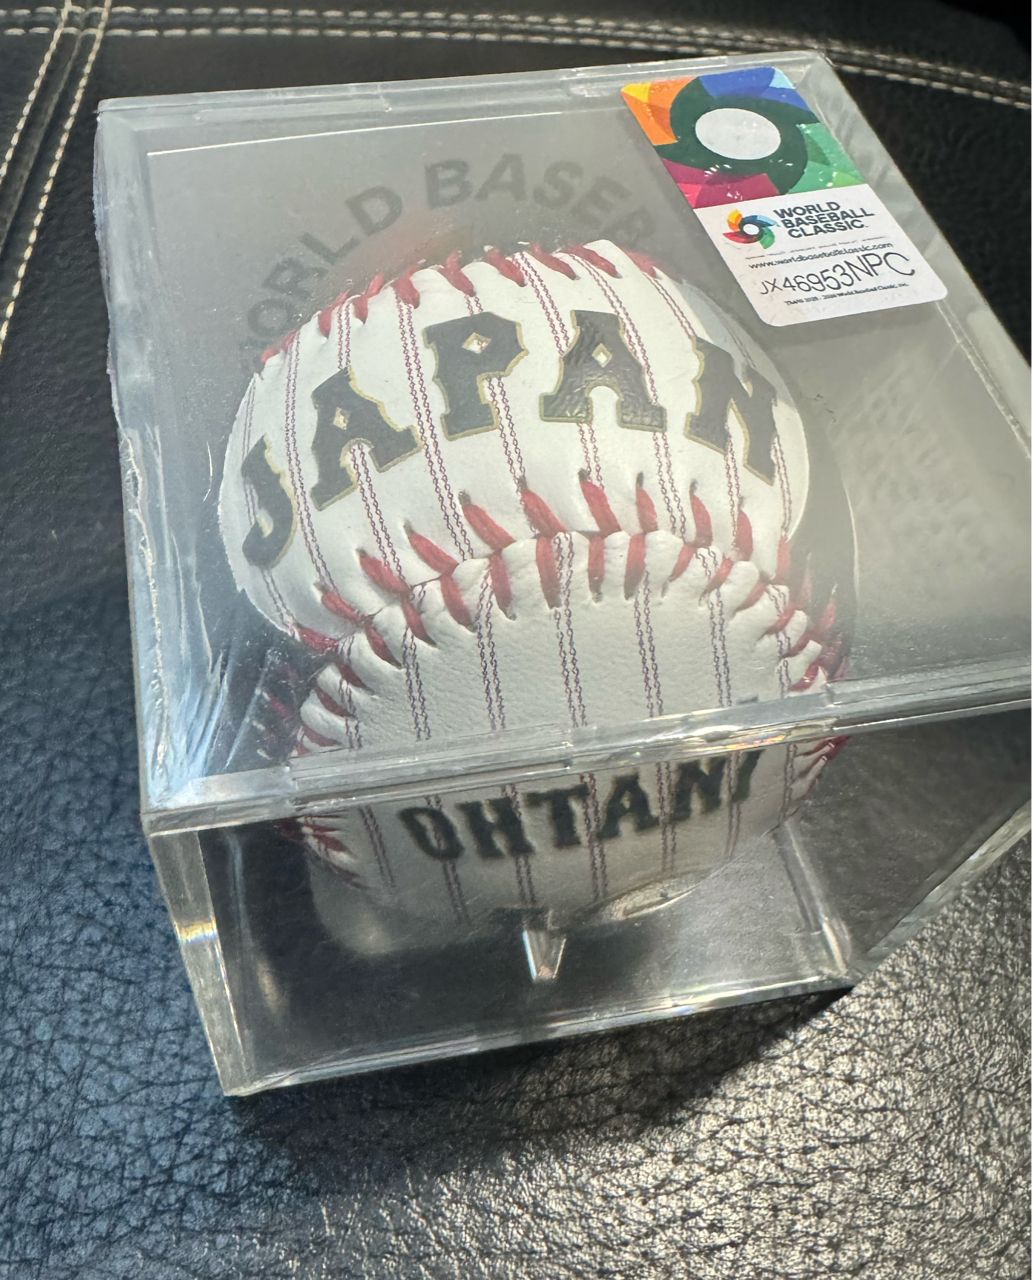 WORLD BASEB
WORLD
BASEBALL
CLASSIC.
www.worldbaseballclassic.com
JX46953NPC
JAPAN
OHTANI